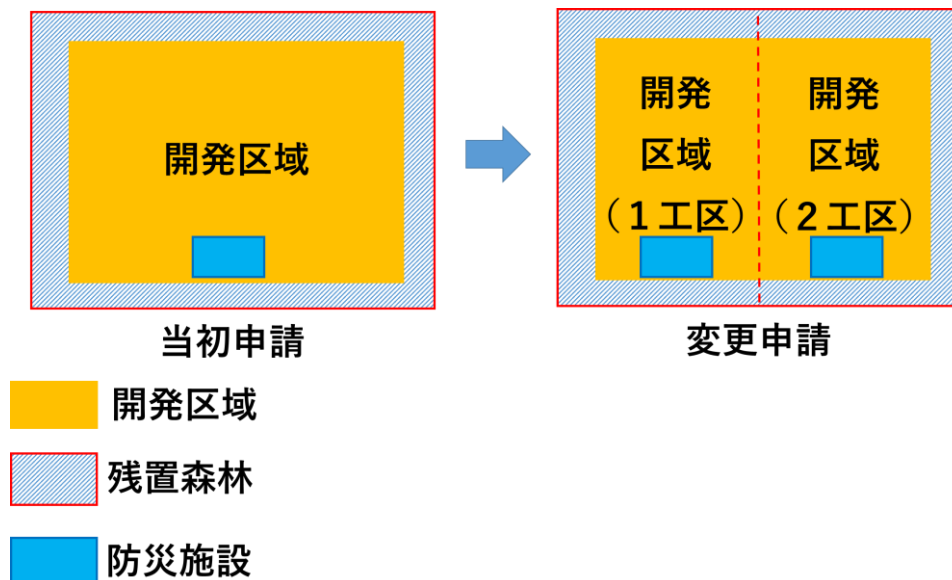 開発区域
当初申請
開発
区域
(1工区)
開発
区域
(2工区)
変更申請
開発区域
残置森林
防災施設